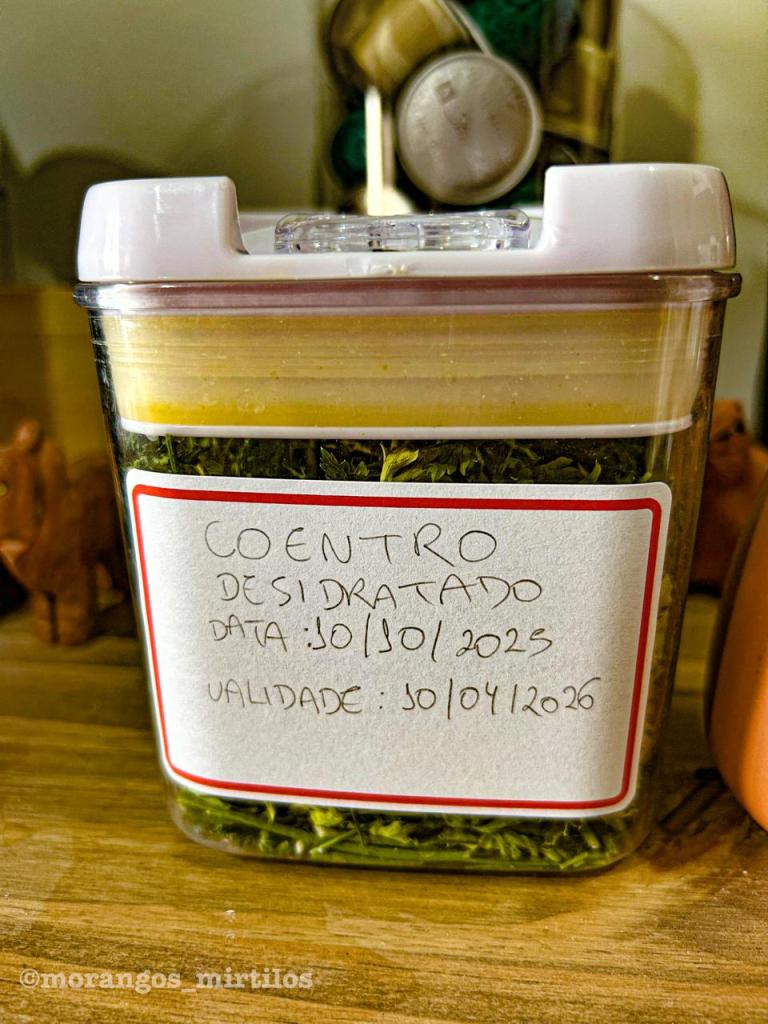 COENTRO
DESIDRATADO
DATA : 10/10/2025
VALIDADE : 10/04/2026
©morangos_mirtilos